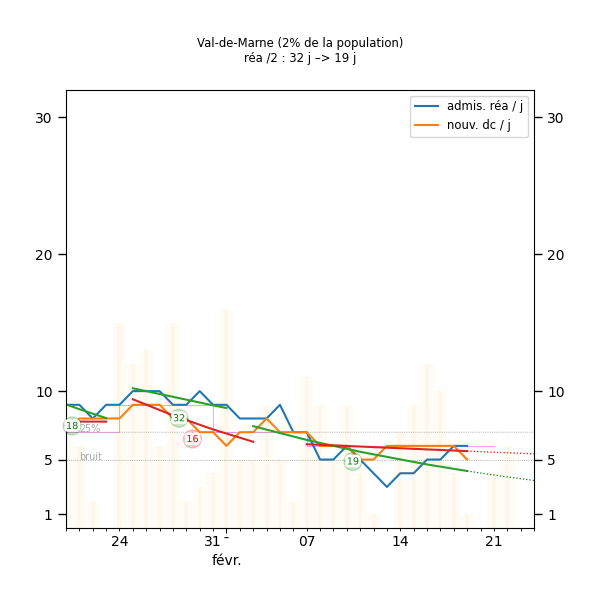 Val-de-Marne (2% de la population)
réa /2 : 32 j –> 19 j
admis. réa / j
nouv. dc / j
30 30
20 20
10 10
32
18 25%
16
5 bruit 19 5
1 1
24 31 - 07 14 21
févr.